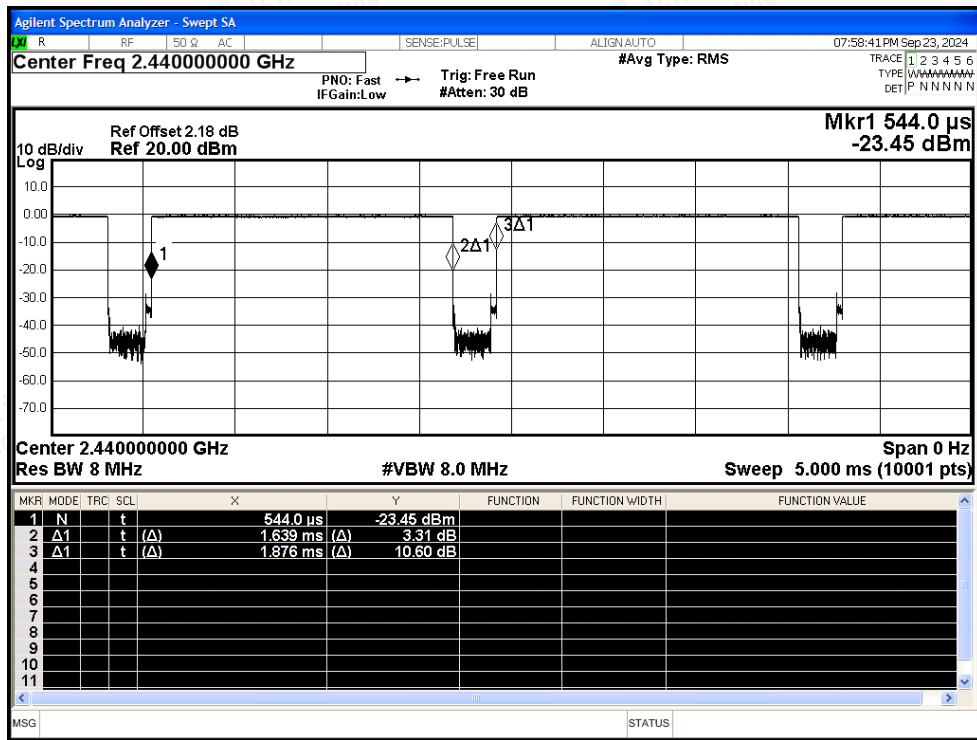 Agilent Spectrum Analyzer - Swept SA
LXI R RF 50 Ω AC SENSE:PULSE ALIGN AUTO 07:58:41 PM Sep 23, 2024
Center Freq 2.440000000 GHz
PNO: Fast
IFGain:Low
Trig: Free Run
#Atten: 30 dB
#Avg Type: RMS
TRACE 1 2 3 4 5 6
TYPE WWWWWWW
DET P N N N N N
Mkr1 544.0 µs
-23.45 dBm
Ref Offset 2.18 dB
10 dB/div Ref 20.00 dBm
Log
10.0
0.00
-10.0
-20.0
-30.0
-40.0
-50.0
-60.0
-70.0
1
2Δ1
3Δ1
Center 2.440000000 GHz Span 0 Hz
Res BW 8 MHz #VBW 8.0 MHz Sweep 5.000 ms (10001 pts)
MKR MODE TRC SCL X Y FUNCTION FUNCTION WIDTH FUNCTION VALUE
1 N t 544.0 µs -23.45 dBm
2 Δ1 t (Δ) 1.639 ms (Δ) 3.31 dB
3 Δ1 t (Δ) 1.876 ms (Δ) 10.60 dB
4
5
6
7
8
9
10
11
MSG STATUS